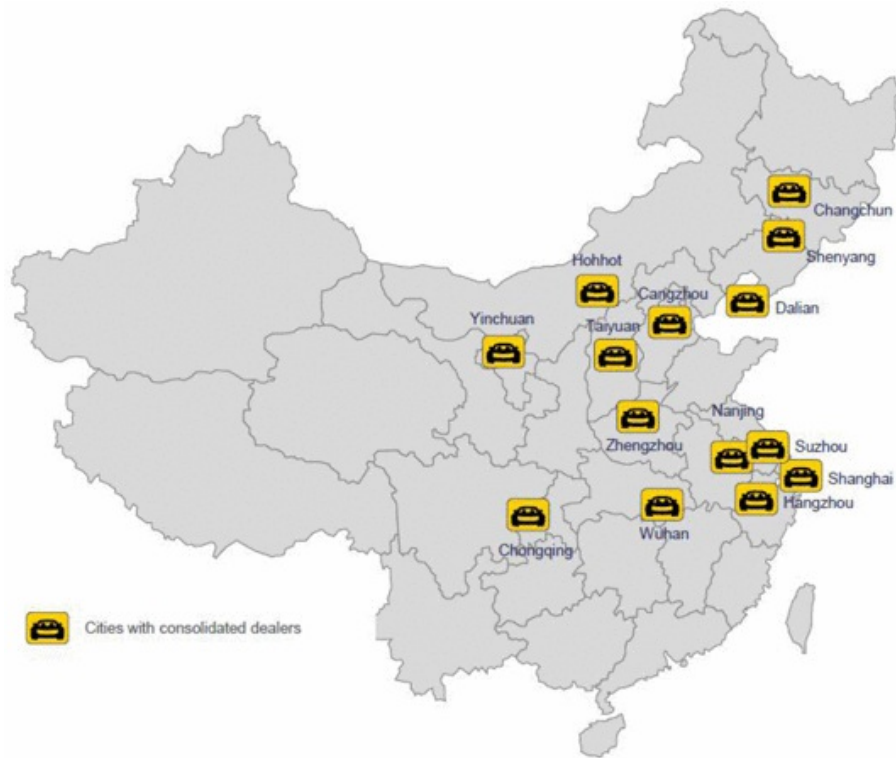 Changchun
Shenyang
Hohhot
Cangzhou
Dalian
Yinchuan
Taiyuan
Nanjing
Zhengzhou
Suzhou
Shanghai
Hangzhou
Wuhan
Chongqing
Cities with consolidated dealers